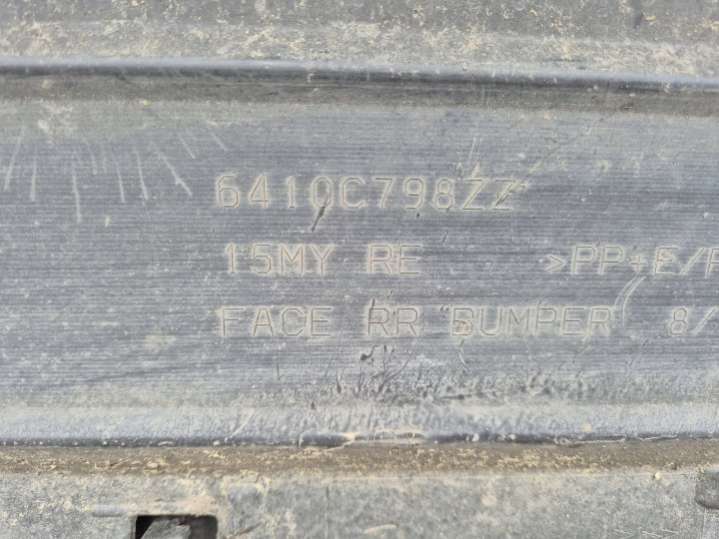 6410C798ZZ
15MY RE >PP+E/P
FACE RR BUMPER 8/